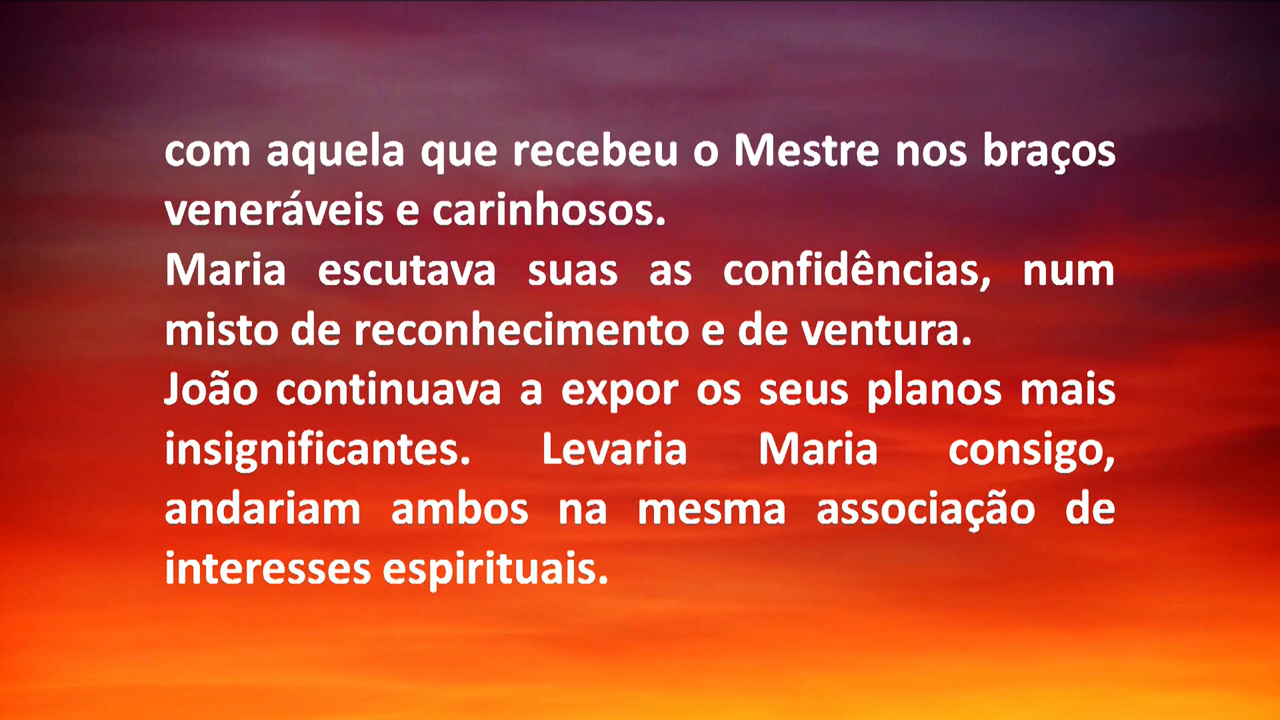 com aquela que recebeu o Mestre nos braços
veneráveis e carinhosos.
Maria escutava suas as confidências, num
misto de reconhecimento e de ventura.
João continuava a expor os seus planos mais
insignificantes. Levaria Maria consigo,
andariam ambos na mesma associação de
interesses espirituais.